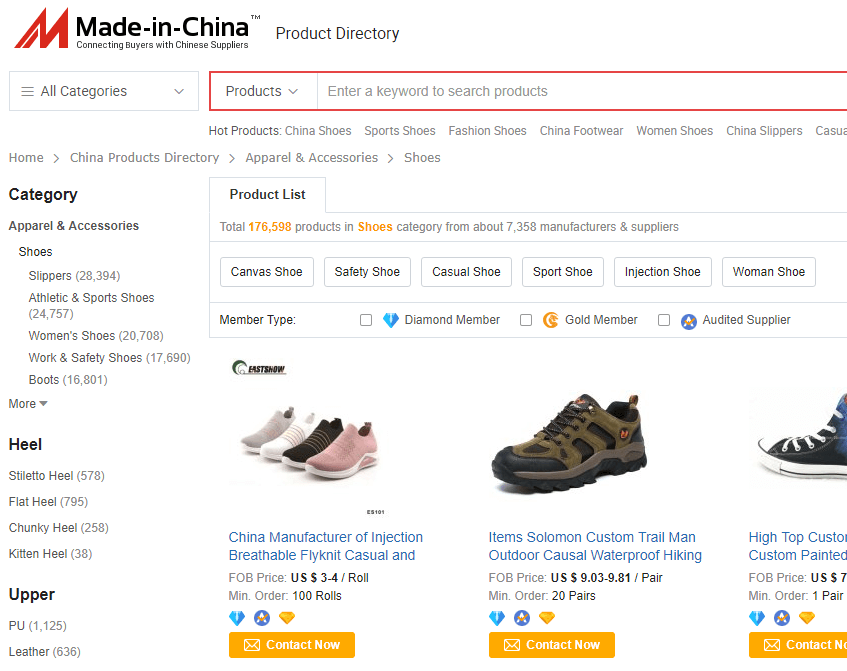 Made-in-China™
Connecting Buyers with Chinese Suppliers
Product Directory
All Categories
Products
Enter a keyword to search products
Hot Products: China Shoes Sports Shoes Fashion Shoes China Footwear Women Shoes China Slippers Casua
Home > China Products Directory > Apparel & Accessories > Shoes
Category
Apparel & Accessories
Shoes
Slippers (28,394)
Athletic & Sports Shoes
(24,757)
Women's Shoes (20,708)
Work & Safety Shoes (17,690)
Boots (16,801)
More
Heel
Stiletto Heel (578)
Flat Heel (795)
Chunky Heel (258)
Kitten Heel (38)
Upper
PU (1,125)
Leather (636)
Product List
Total 176,598 products in Shoes category from about 7,358 manufacturers & suppliers
Canvas Shoe Safety Shoe Casual Shoe Sport Shoe Injection Shoe Woman Shoe
Member Type: Diamond Member Gold Member Audited Supplier
EASTSHOW
ES101
China Manufacturer of Injection
Breathable Flyknit Casual and
FOB Price: US $ 3-4 / Roll
Min. Order: 100 Rolls
Contact Now
Items Solomon Custom Trail Man
Outdoor Causal Waterproof Hiking
FOB Price: US $ 9.03-9.81 / Pair
Min. Order: 20 Pairs
Contact Now
High Top Custo
Custom Painted
FOB Price: US $ 7
Min. Order: 1 Pair
Contact No